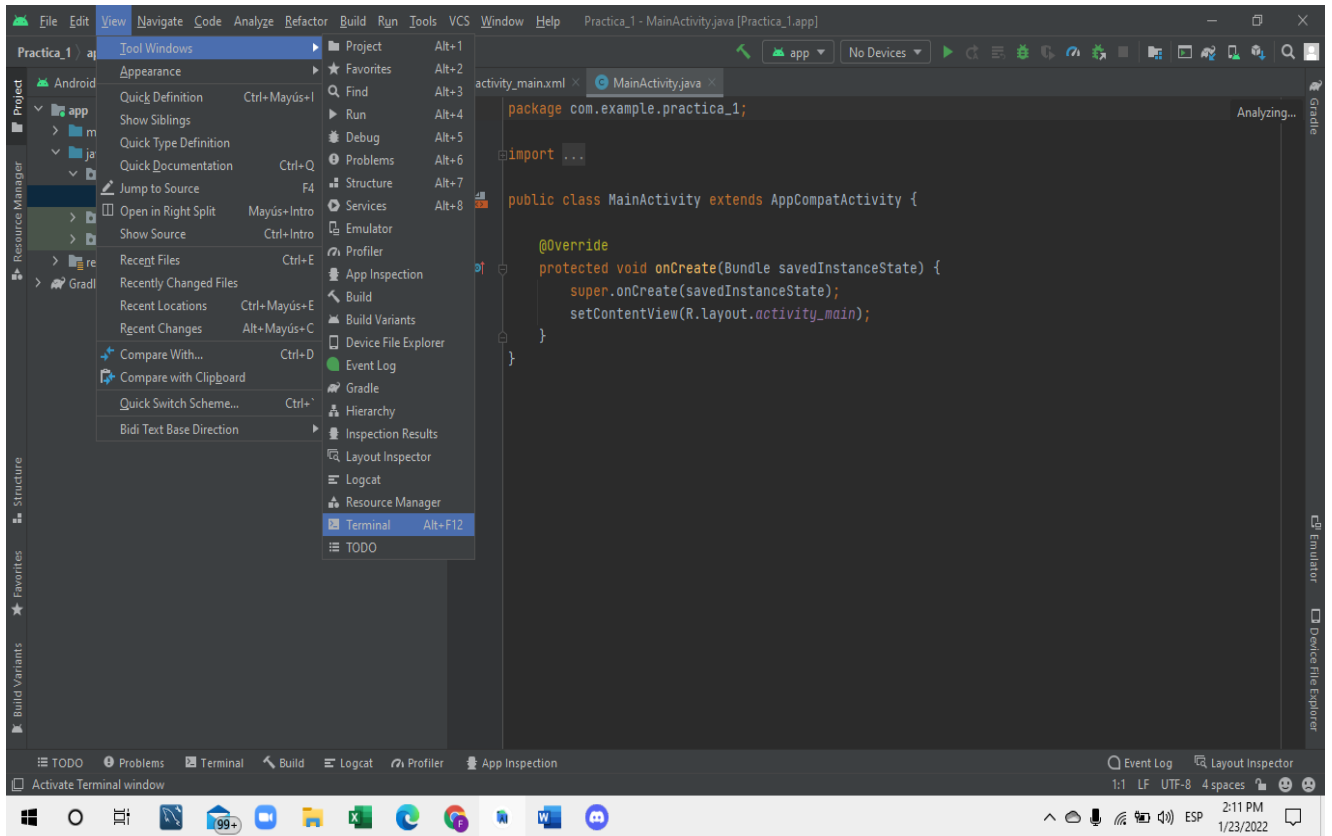 File Edit View Navigate Code Analyze Refactor Build Run Tools VCS Window Help Practica_1 - MainActivity.java [Practica_1.app]
Practica_1
app No Devices
Tool Windows
Appearance
Quick Definition Ctrl+Mayús+I
Show Siblings
Quick Type Definition
Quick Documentation Ctrl+Q
Jump to Source F4
Open in Right Split Mayús+Intro
Show Source Ctrl+Intro
Recent Files Ctrl+E
Recently Changed Files
Recent Locations Ctrl+Mayús+E
Recent Changes Alt+Mayús+C
Compare With... Ctrl+D
Compare with Clipboard
Quick Switch Scheme... Ctrl+`
Bidi Text Base Direction
Project Alt+1
Favorites Alt+2
Find Alt+3
Run Alt+4
Debug Alt+5
Problems Alt+6
Structure Alt+7
Services Alt+8
Emulator
Profiler
App Inspection
Build
Build Variants
Device File Explorer
Event Log
Gradle
Hierarchy
Inspection Results
Layout Inspector
Logcat
Resource Manager
Terminal Alt+F12
TODO
Project
Resource Manager
Structure
Favorites
Build Variants
Android
app
Gradl
activity_main.xml MainActivity.java
package com.example.practica_1;
Analyzing...
import ...
public class MainActivity extends AppCompatActivity {
@Override
protected void onCreate(Bundle savedInstanceState) {
super.onCreate(savedInstanceState);
setContentView(R.layout.activity_main);
}
}
Gradle
Emulator
Device File Explorer
TODO Problems Terminal Build Logcat Profiler App Inspection Event Log Layout Inspector
Activate Terminal window 1:1 LF UTF-8 4 spaces
99+
ESP
2:11 PM
1/23/2022